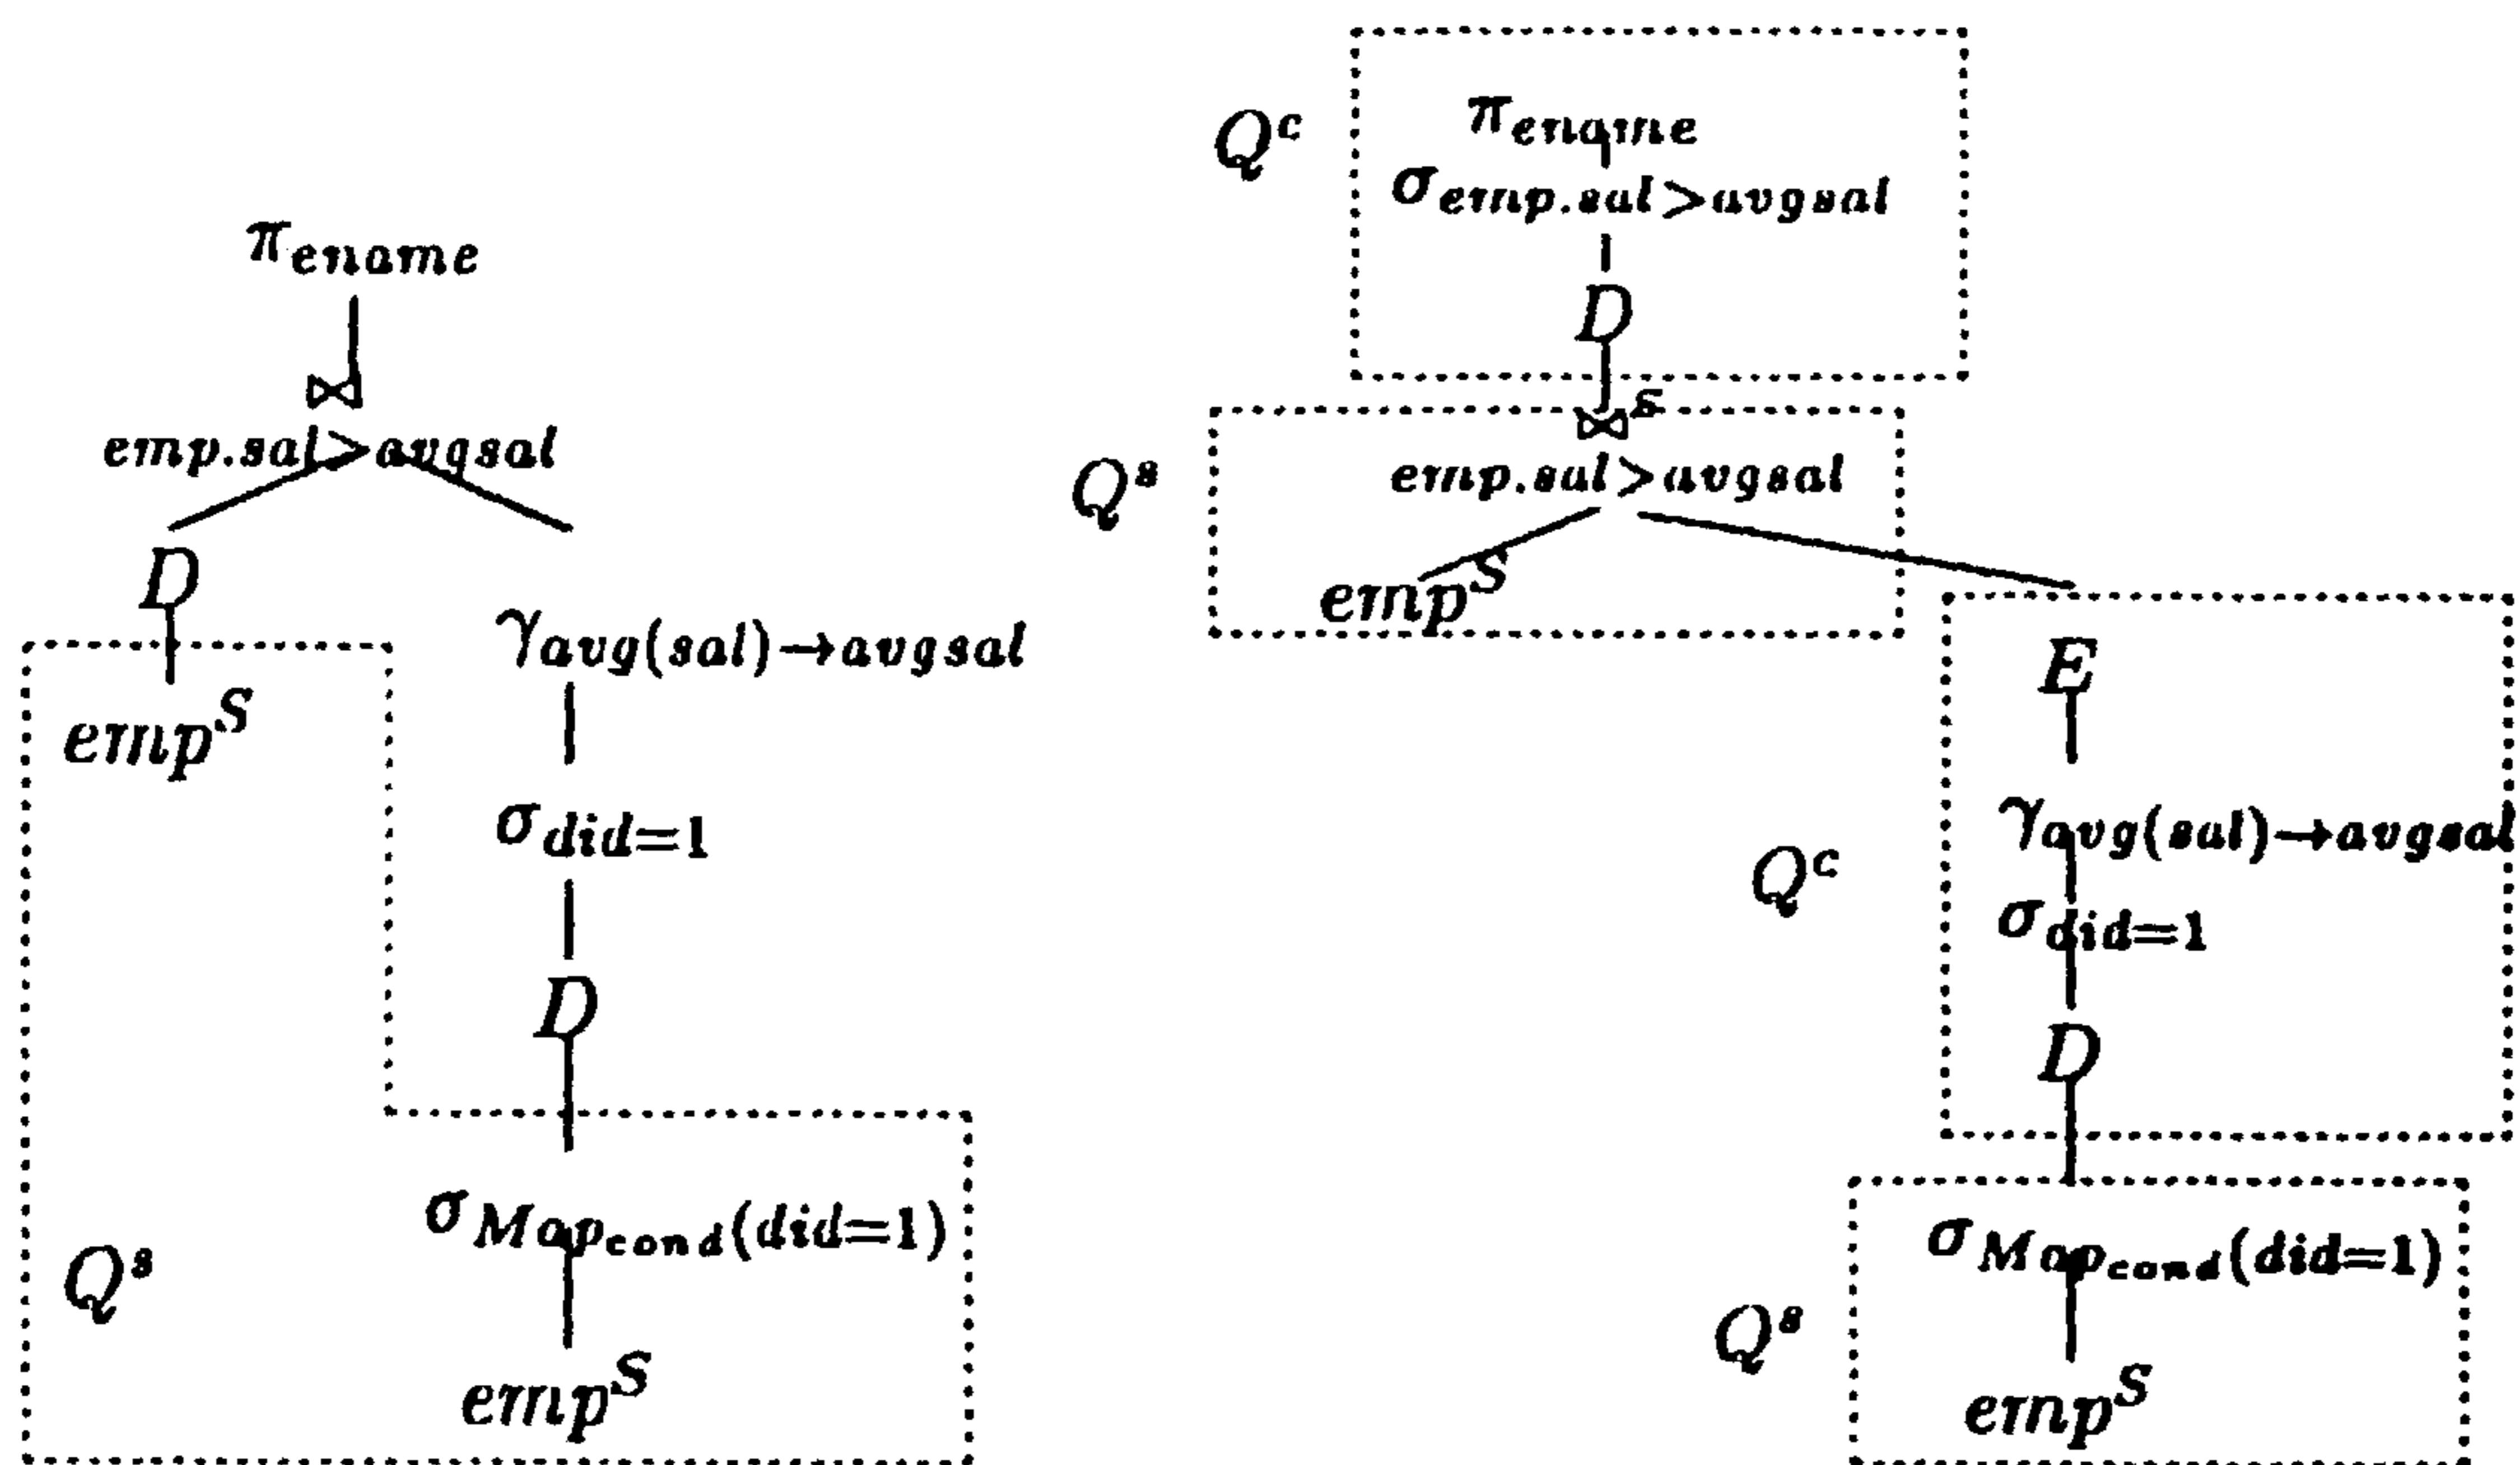 π_ename
⋈
emp.sal>avgsal
D
emp^S
γ_avg(sal)→avgsal
σ_did=1
D
σ_Map_cond(did=1)
emp^S
Q^s
Q^c
π_ename
σ_emp.sal>avgsal
D
⋈^s
emp.sal>avgsal
Q^s
emp^S
E
γ_avg(sal)→avgsal
Q^c
σ_did=1
D
σ_Map_cond(did=1)
Q^s
emp^S